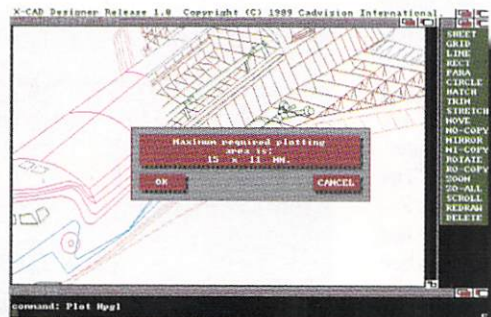 X-CAD Designer Release 1.0 Copyright (C) 1989 Cadvision International.
SHEET
GRID
LINE
RECT
PARA
CIRCLE
HATCH
TRIM
STRETCH
MOVE
MO-COPY
MIRROR
MI-COPY
ROTATE
RO-COPY
ZOOM
ZO-ALL
SCROLL
REDRAW
DELETE
Maximum required plotting
area is:
15 x 11 MM.
OK
CANCEL
command: Plot Hpgl